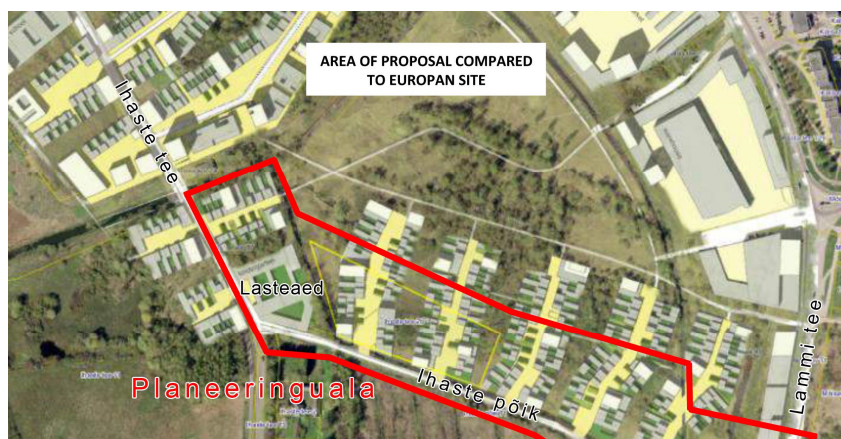 AREA OF PROPOSAL COMPARED
TO EUROPAN SITE
Ihaste tee
Lasteaed
Planeeringuala
Ihaste põik
Lammi tee